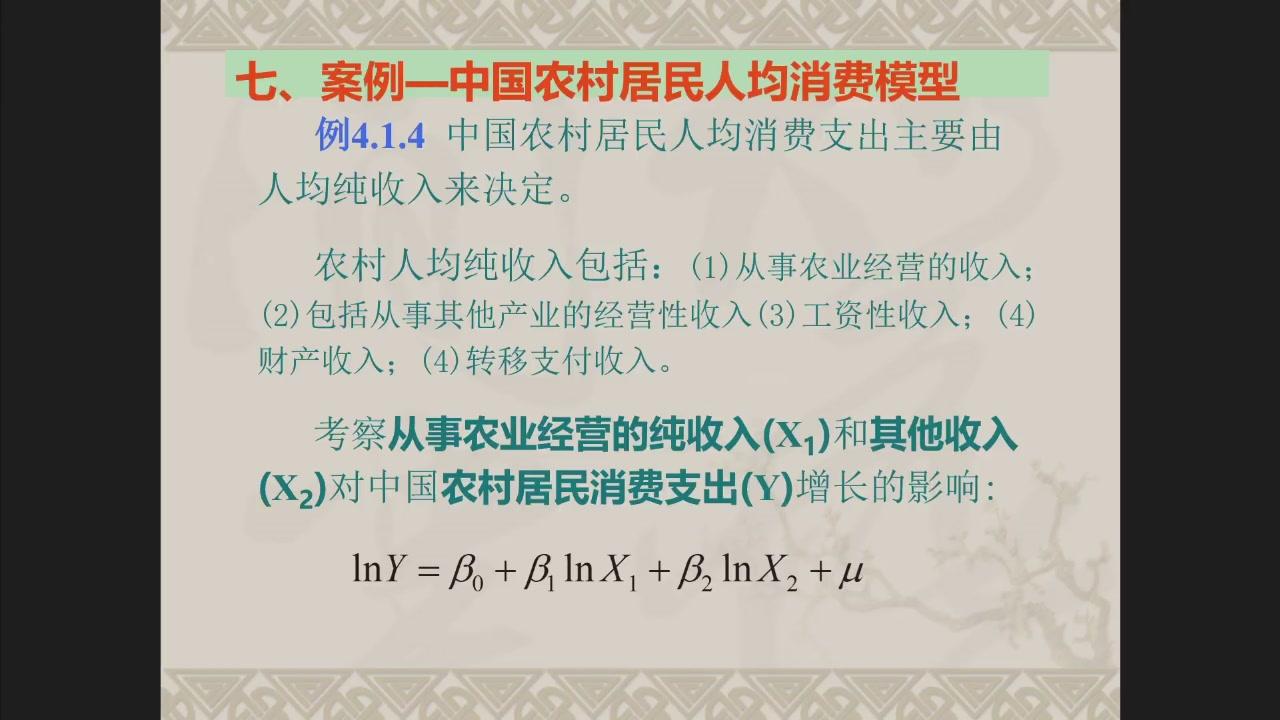 七、案例—中国农村居民人均消费模型
例4.1.4 中国农村居民人均消费支出主要由
人均纯收入来决定。
农村人均纯收入包括：(1)从事农业经营的收入；
(2)包括从事其他产业的经营性收入(3)工资性收入；(4)
财产收入；(4)转移支付收入。
考察从事农业经营的纯收入(X₁)和其他收入
(X₂)对中国农村居民消费支出(Y)增长的影响：
lnY = β₀ + β₁ ln X₁ + β₂ ln X₂ + μ